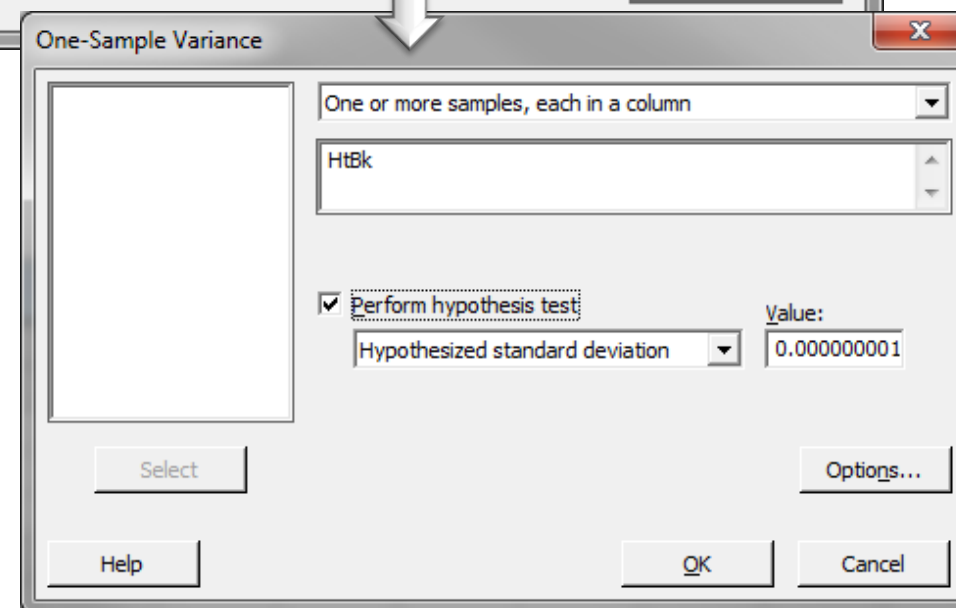 One-Sample Variance
One or more samples, each in a column
HtBk
Perform hypothesis test
Value:
Hypothesized standard deviation
0.000000001
Select
Options...
Help
OK
Cancel